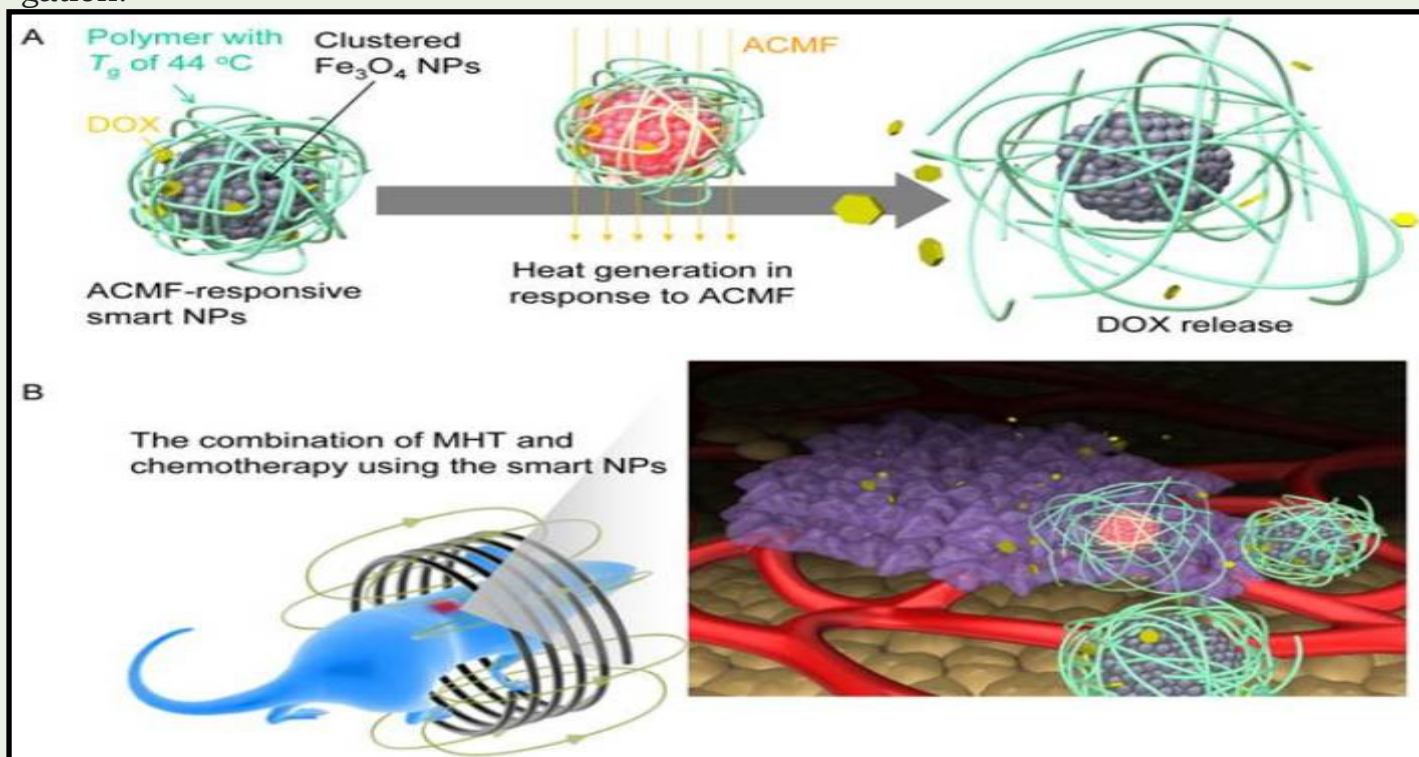 gation.
A
Polymer with
Tg of 44 °C
Clustered
Fe3O4 NPs
ACMF
DOX
ACMF-responsive
smart NPs
Heat generation in
response to ACMF
DOX release
B
The combination of MHT and
chemotherapy using the smart NPs